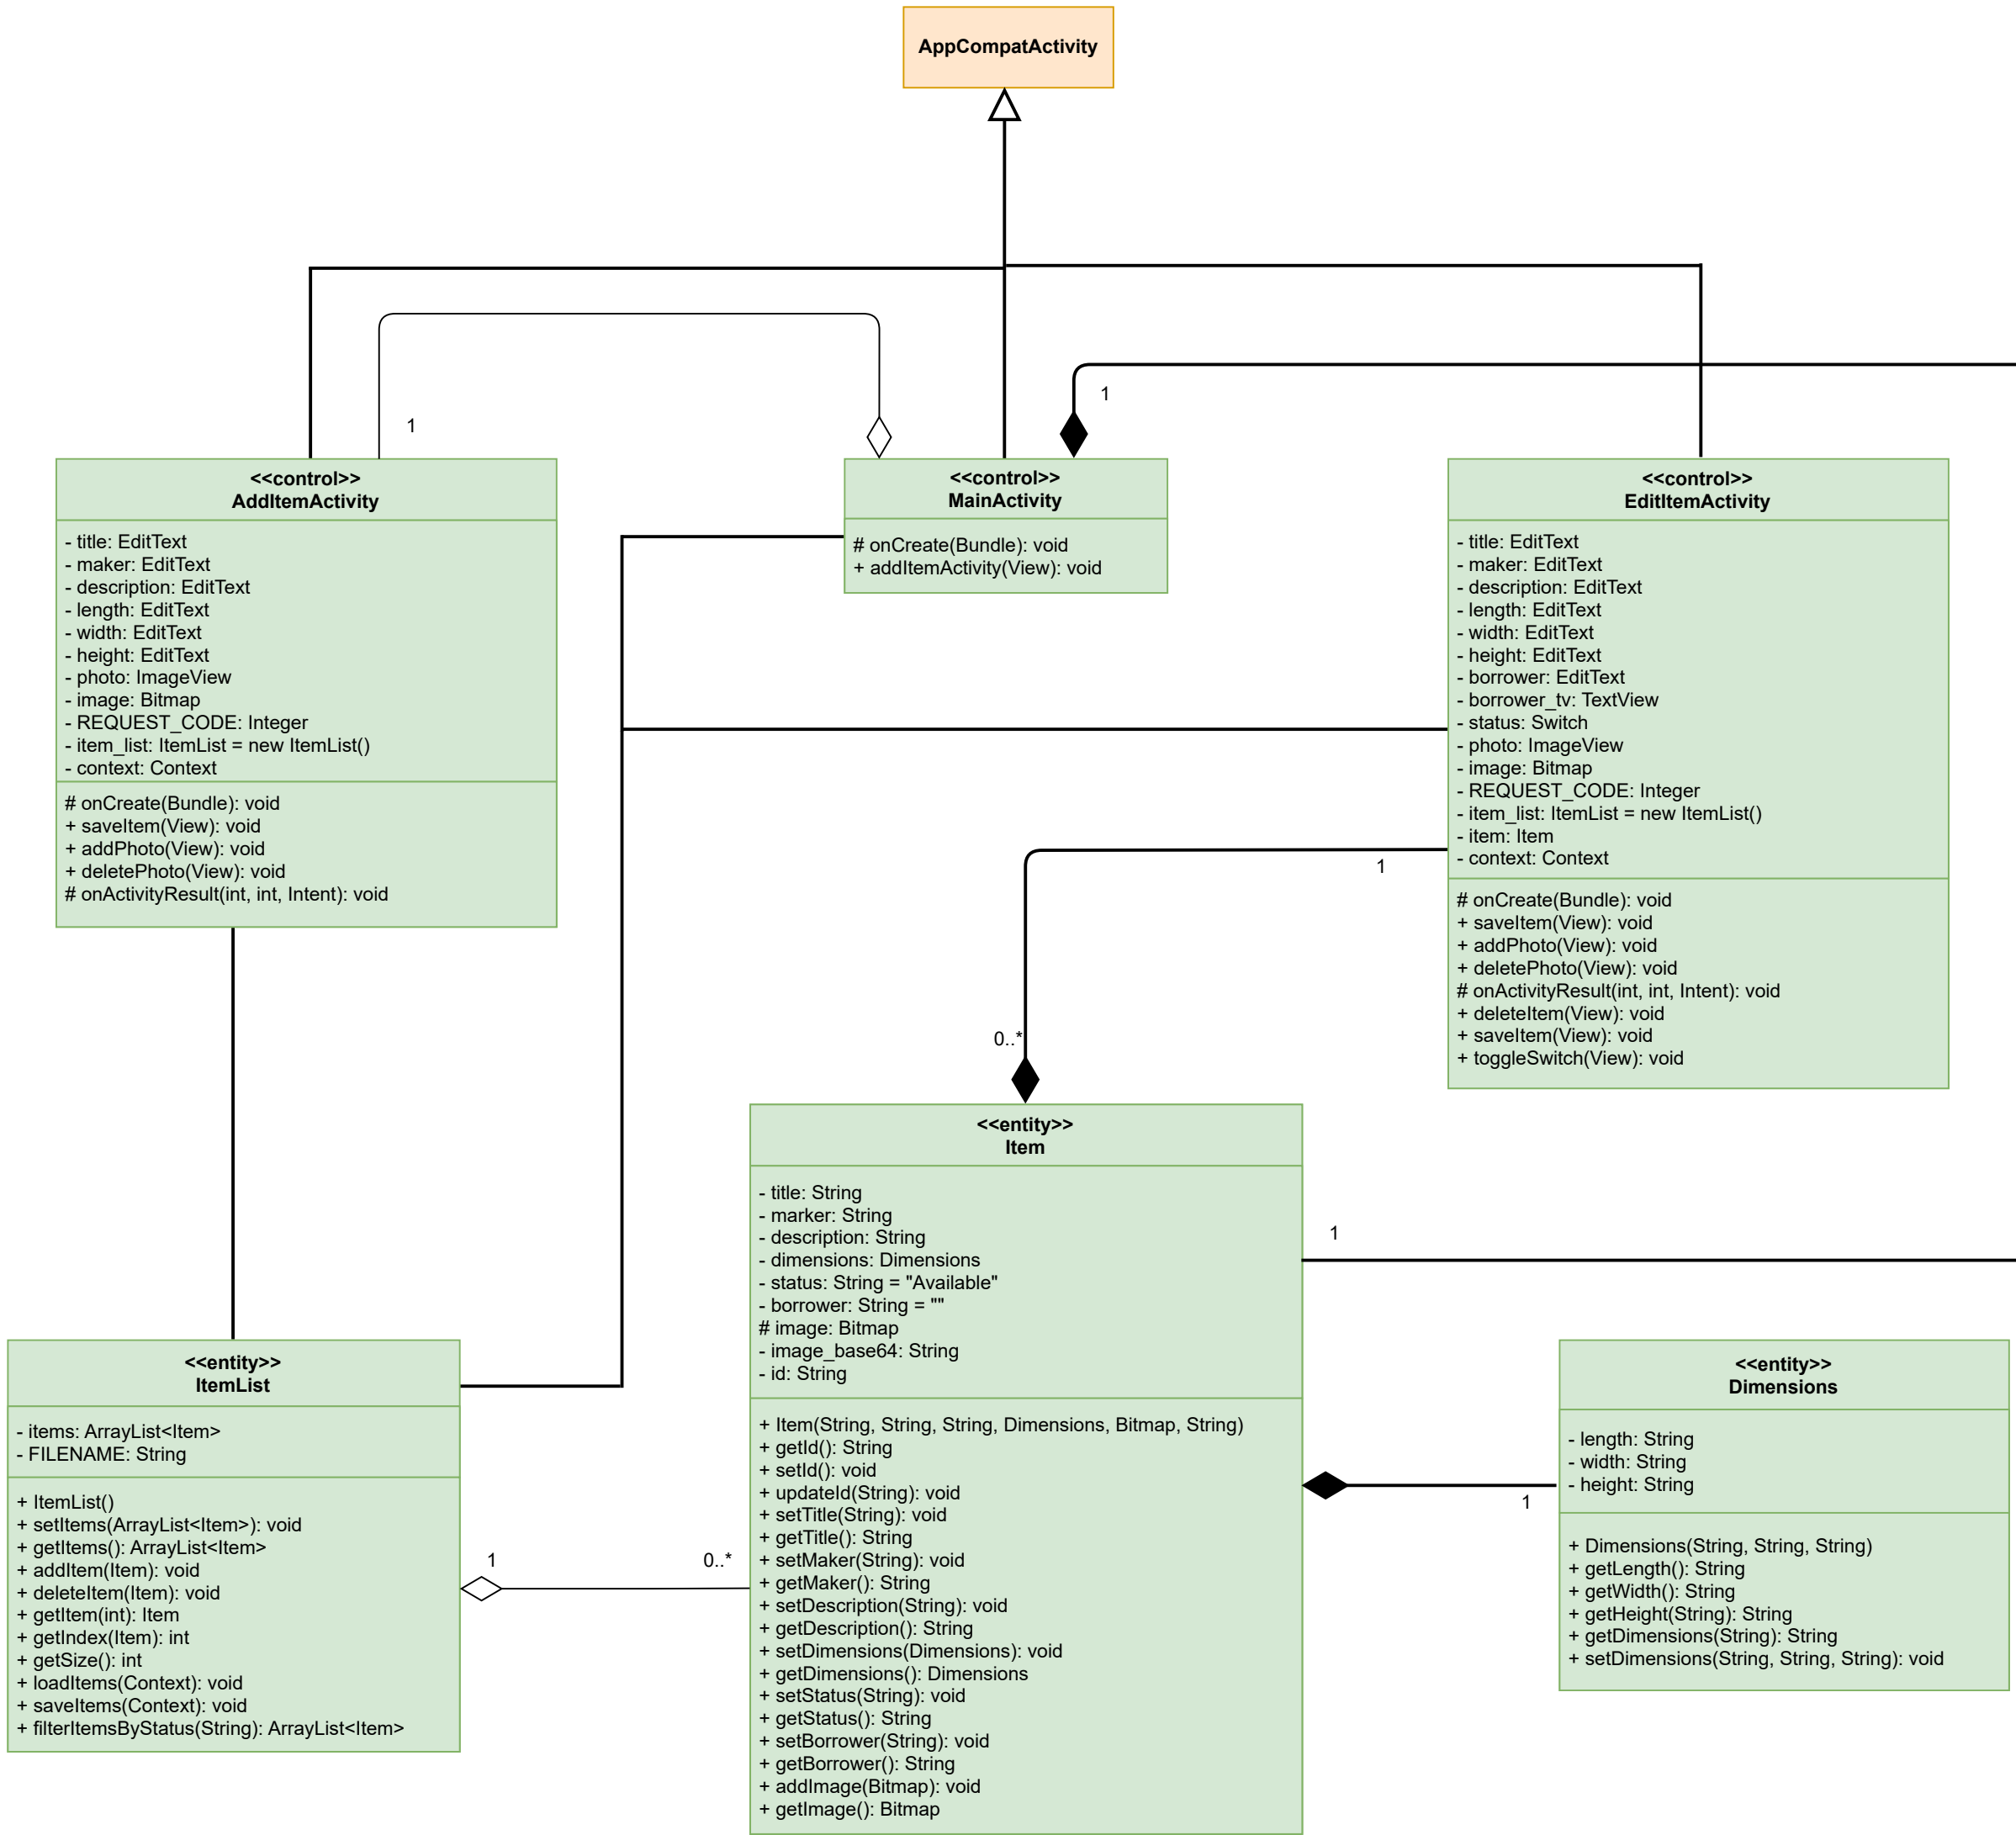 AppCompatActivity
1
1
<<control>>
AddItemActivity
- title: EditText
- maker: EditText
- description: EditText
- length: EditText
- width: EditText
- height: EditText
- photo: ImageView
- image: Bitmap
- REQUEST_CODE: Integer
- item_list: ItemList = new ItemList()
- context: Context
# onCreate(Bundle): void
+ saveItem(View): void
+ addPhoto(View): void
+ deletePhoto(View): void
# onActivityResult(int, int, Intent): void
<<control>>
MainActivity
# onCreate(Bundle): void
+ addItemActivity(View): void
<<control>>
EditItemActivity
- title: EditText
- maker: EditText
- description: EditText
- length: EditText
- width: EditText
- height: EditText
- borrower: EditText
- borrower_tv: TextView
- status: Switch
- photo: ImageView
- image: Bitmap
- REQUEST_CODE: Integer
- item_list: ItemList = new ItemList()
- item: Item
- context: Context
# onCreate(Bundle): void
+ saveItem(View): void
+ addPhoto(View): void
+ deletePhoto(View): void
# onActivityResult(int, int, Intent): void
+ deleteItem(View): void
+ saveItem(View): void
+ toggleSwitch(View): void
1
0..*
<<entity>>
ItemList
- items: ArrayList<Item>
- FILENAME: String
+ ItemList()
+ setItems(ArrayList<Item>): void
+ getItems(): ArrayList<Item>
+ addItem(Item): void
+ deleteItem(Item): void
+ getItem(int): Item
+ getIndex(Item): int
+ getSize(): int
+ loadItems(Context): void
+ saveItems(Context): void
+ filterItemsByStatus(String): ArrayList<Item>
1
0..*
<<entity>>
Item
- title: String
- marker: String
- description: String
- dimensions: Dimensions
- status: String = "Available"
- borrower: String = ""
# image: Bitmap
- image_base64: String
- id: String
+ Item(String, String, String, Dimensions, Bitmap, String)
+ getId(): String
+ setId(): void
+ updateId(String): void
+ setTitle(String): void
+ getTitle(): String
+ setMaker(String): void
+ getMaker(): String
+ setDescription(String): void
+ getDescription(): String
+ setDimensions(Dimensions): void
+ getDimensions(): Dimensions
+ setStatus(String): void
+ getStatus(): String
+ setBorrower(String): void
+ getBorrower(): String
+ addImage(Bitmap): void
+ getImage(): Bitmap
1
1
<<entity>>
Dimensions
- length: String
- width: String
- height: String
+ Dimensions(String, String, String)
+ getLength(): String
+ getWidth(): String
+ getHeight(String): String
+ getDimensions(String): String
+ setDimensions(String, String, String): void